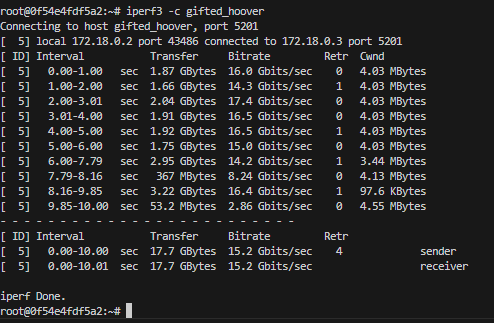 root@0f54e4fdf5a2:~# iperf3 -c gifted_hoover
Connecting to host gifted_hoover, port 5201
[  5] local 172.18.0.2 port 43486 connected to 172.18.0.3 port 5201
[ ID] Interval           Transfer     Bitrate         Retr  Cwnd
[  5]   0.00-1.00   sec  1.87 GBytes  16.0 Gbits/sec    0   4.03 MBytes
[  5]   1.00-2.00   sec  1.66 GBytes  14.3 Gbits/sec    1   4.03 MBytes
[  5]   2.00-3.01   sec  2.04 GBytes  17.4 Gbits/sec    0   4.03 MBytes
[  5]   3.01-4.00   sec  1.91 GBytes  16.5 Gbits/sec    0   4.03 MBytes
[  5]   4.00-5.00   sec  1.92 GBytes  16.5 Gbits/sec    1   4.03 MBytes
[  5]   5.00-6.00   sec  1.75 GBytes  15.0 Gbits/sec    0   4.03 MBytes
[  5]   6.00-7.79   sec  2.95 GBytes  14.2 Gbits/sec    1   3.44 MBytes
[  5]   7.79-8.16   sec   367 MBytes  8.24 Gbits/sec    0   4.13 MBytes
[  5]   8.16-9.85   sec  3.22 GBytes  16.4 Gbits/sec    1   97.6 KBytes
[  5]   9.85-10.00  sec  53.2 MBytes  2.86 Gbits/sec    0   4.55 MBytes
- - - - - - - - - - - - - - - - - - - - - - - - -
[ ID] Interval           Transfer     Bitrate         Retr
[  5]   0.00-10.00  sec  17.7 GBytes  15.2 Gbits/sec    4             sender
[  5]   0.00-10.01  sec  17.7 GBytes  15.2 Gbits/sec                  receiver
iperf Done.
root@0f54e4fdf5a2:~#